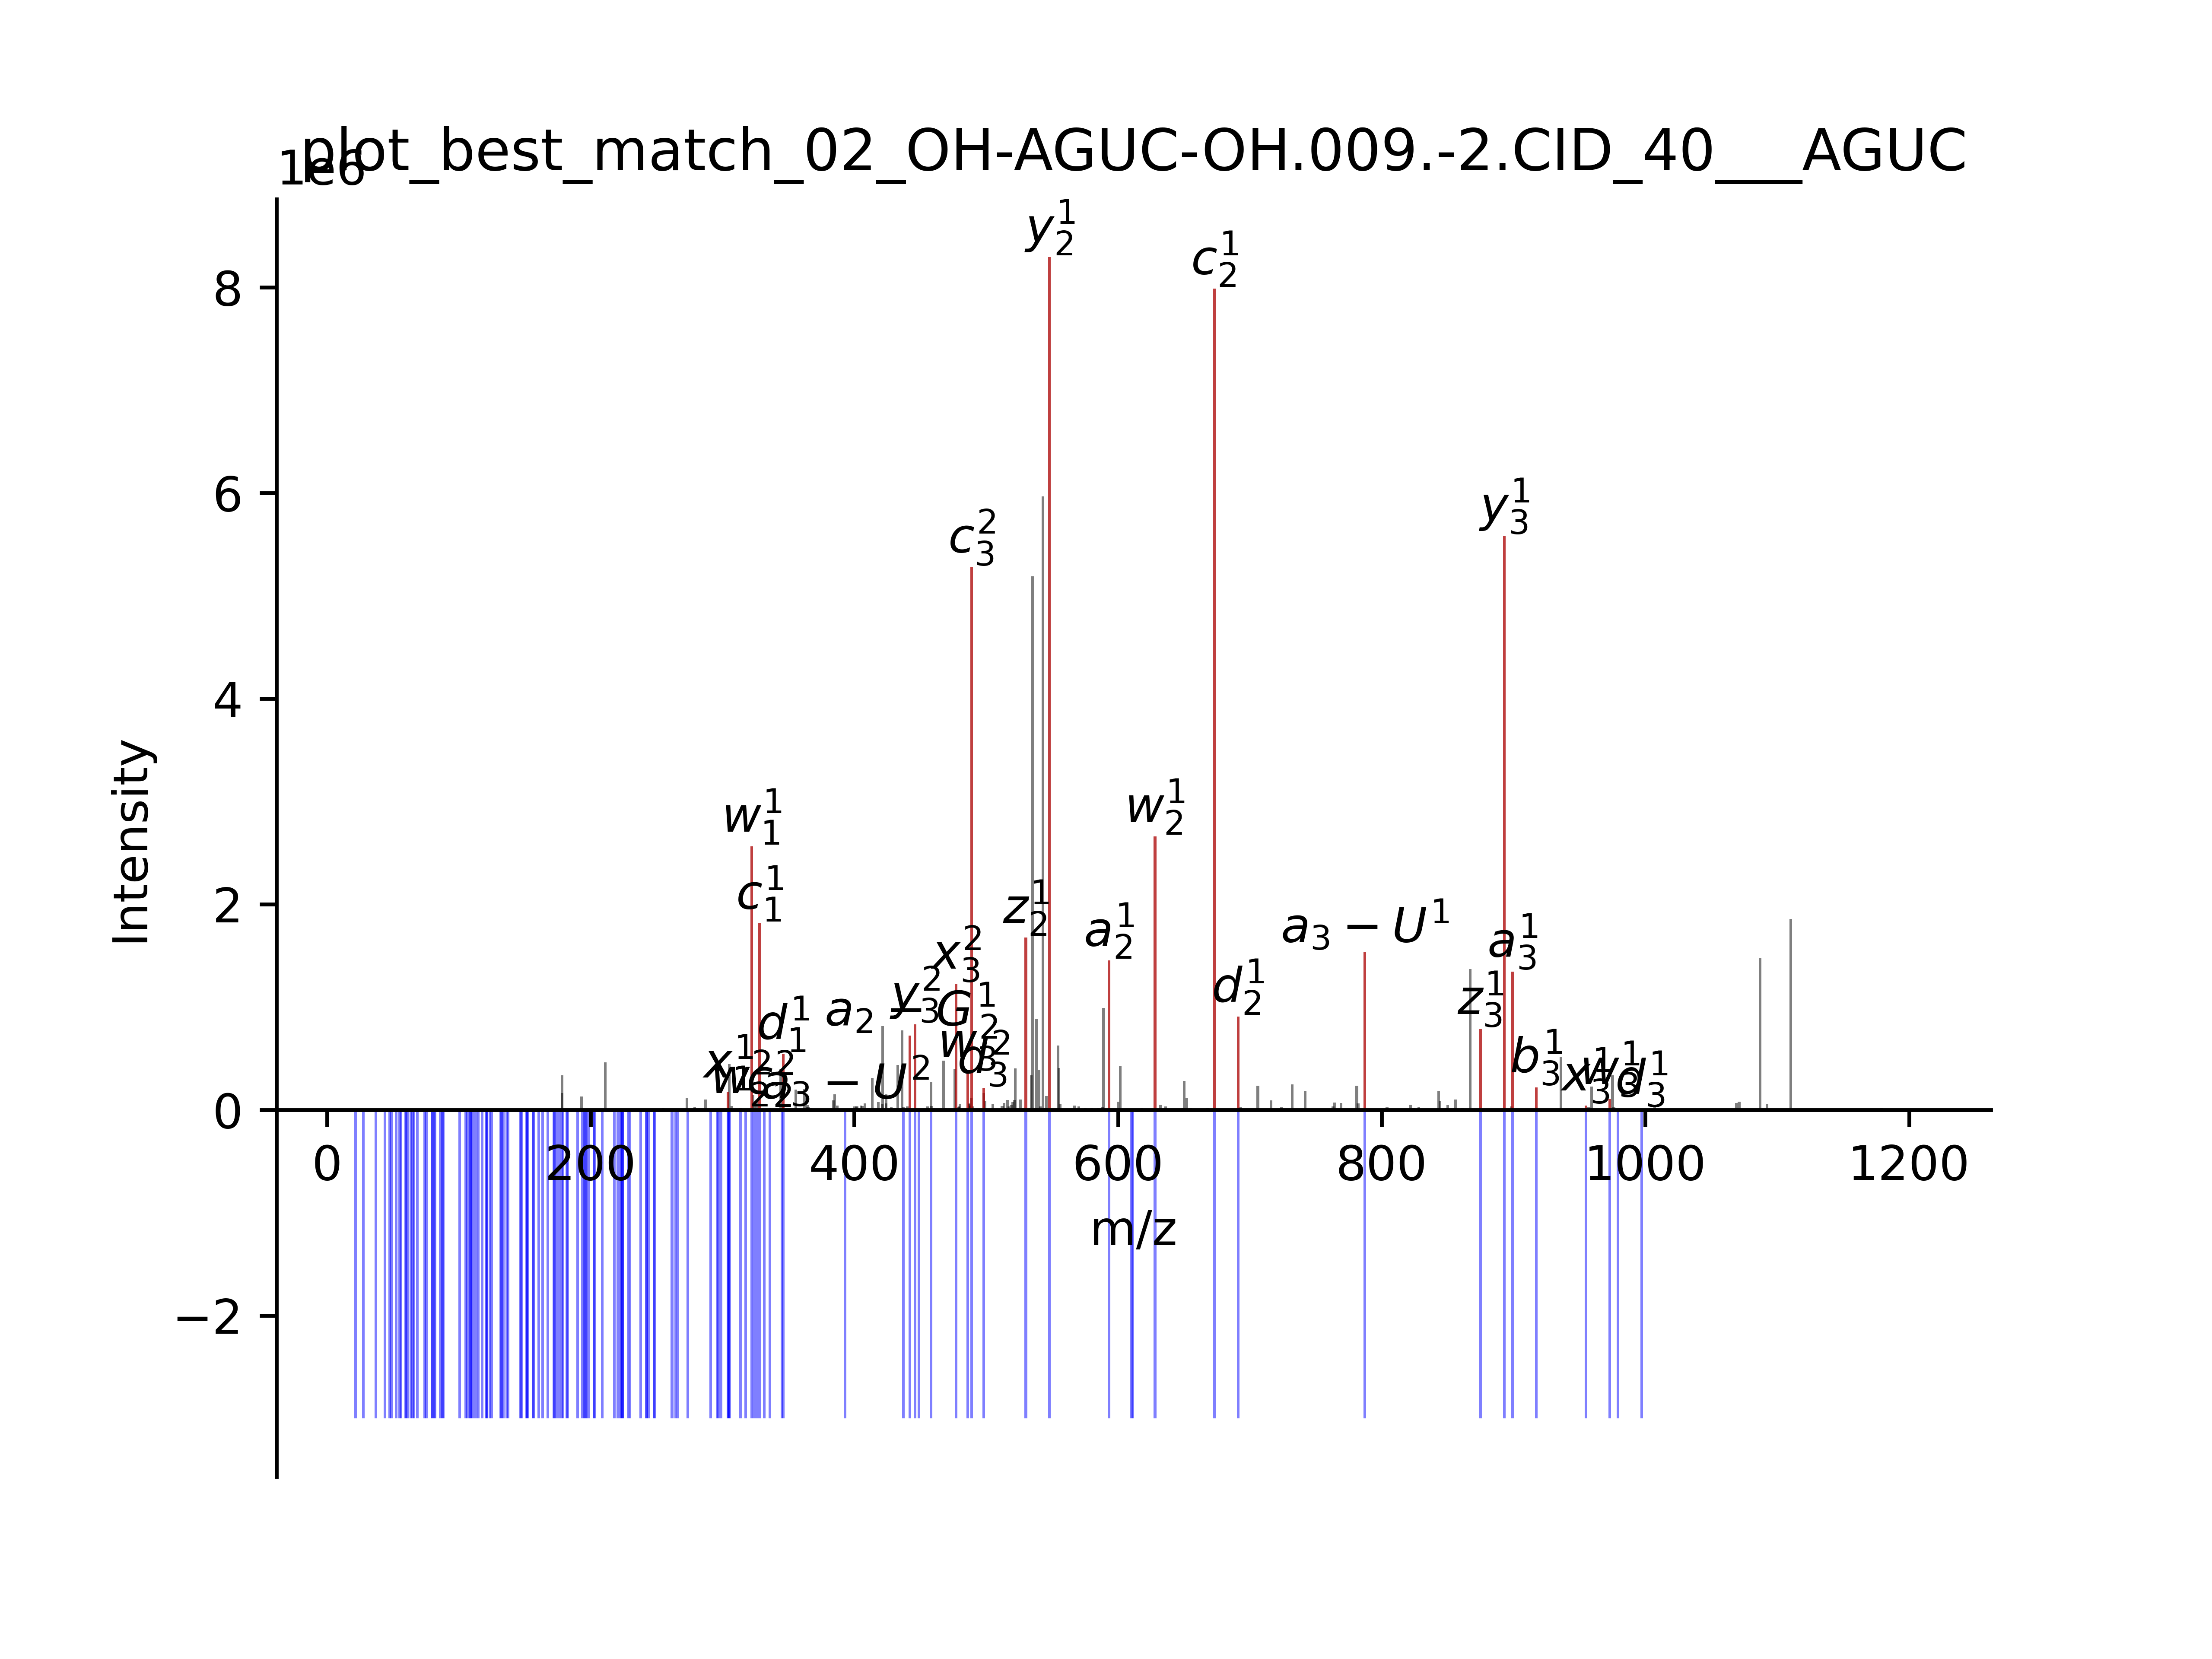 plot_best_match_02_OH-AGUC-OH.009.-2.CID_40___AGUC
1e6
y₂¹
c₂¹
8
y₃¹
6
c₃²
4
w₂¹
w₁¹
c₁¹
2
z₂¹
a₂¹
a₃ − U¹
a₃¹
x₃²
y₃²
a₂ − G¹
d₂¹
z₃¹
d₁¹
b₃¹
d₃¹
0
0 200 400 600 800 1000 1200
m/z
−2
Intensity